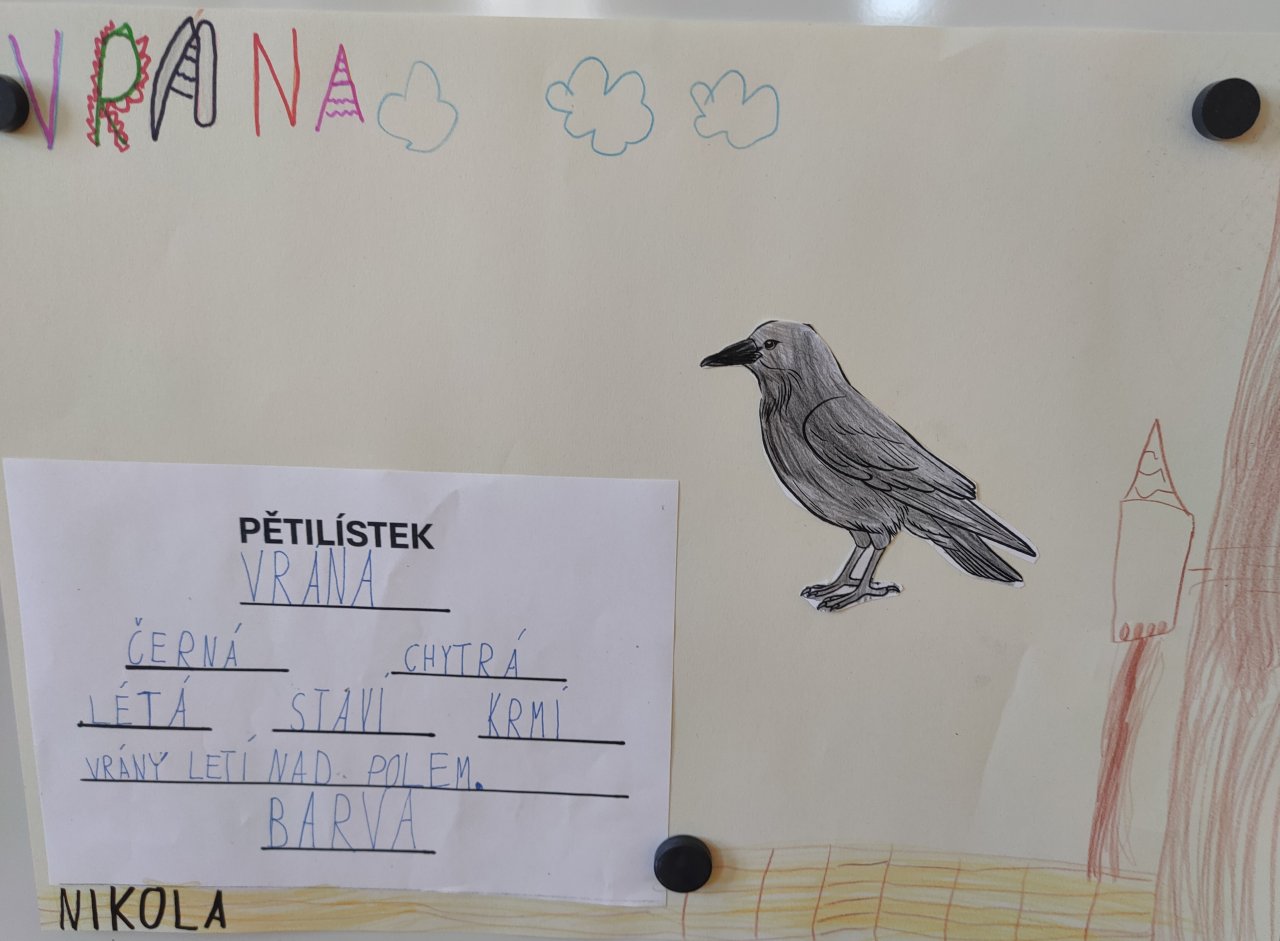 VRÁNA
PĚTILÍSTEK
VRÁNA
ČERNÁ CHYTRÁ
LÉTÁ STAVÍ KRMÍ
VRÁNY LETÍ NAD. POLEM.
BARVA
NIKOLA